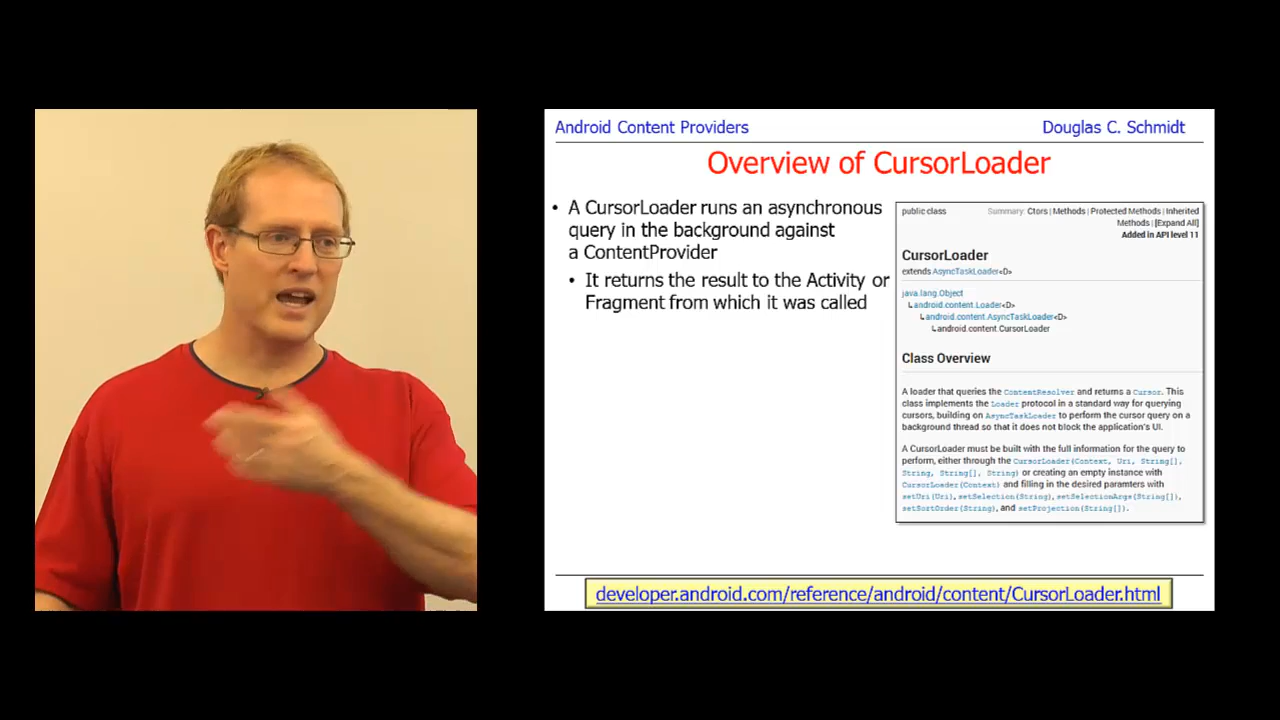 Android Content Providers
Douglas C. Schmidt
Overview of CursorLoader
• A CursorLoader runs an asynchronous
query in the background against
a ContentProvider
• It returns the result to the Activity or
Fragment from which it was called
public class
Summary: Ctors | Methods | Protected Methods | Inherited
Methods | [Expand All]
Added in API level 11
CursorLoader
extends AsyncTaskLoader<D>
java.lang.Object
↳android.content.Loader<D>
↳android.content.AsyncTaskLoader<D>
↳android.content.CursorLoader
Class Overview
A loader that queries the ContentResolver and returns a Cursor. This
class implements the Loader protocol in a standard way for querying
cursors, building on AsyncTaskLoader to perform the cursor query on a
background thread so that it does not block the application's UI.
A CursorLoader must be built with the full information for the query to
perform, either through the CursorLoader(Context, Uri, String[],
String, String[], String) or creating an empty instance with
CursorLoader(Context) and filling in the desired paramters with
setUri(Uri), setSelection(String), setSelectionArgs(String[]),
setSortOrder(String), and setProjection(String[]).
developer.android.com/reference/android/content/CursorLoader.html